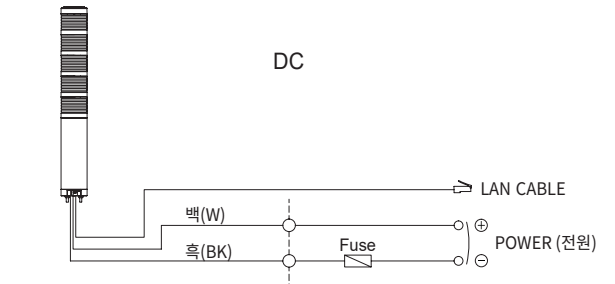 DC
LAN CABLE
백(W)
⊕
POWER (전원)
흑(BK)
Fuse
⊖